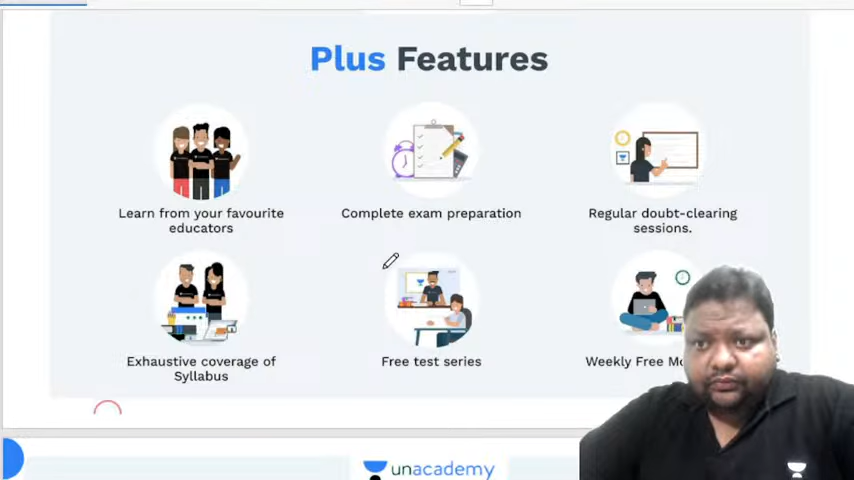 Plus Features
Learn from your favourite
educators
Complete exam preparation
Regular doubt-clearing
sessions.
Exhaustive coverage of
Syllabus
Free test series
Weekly Free
unacademy